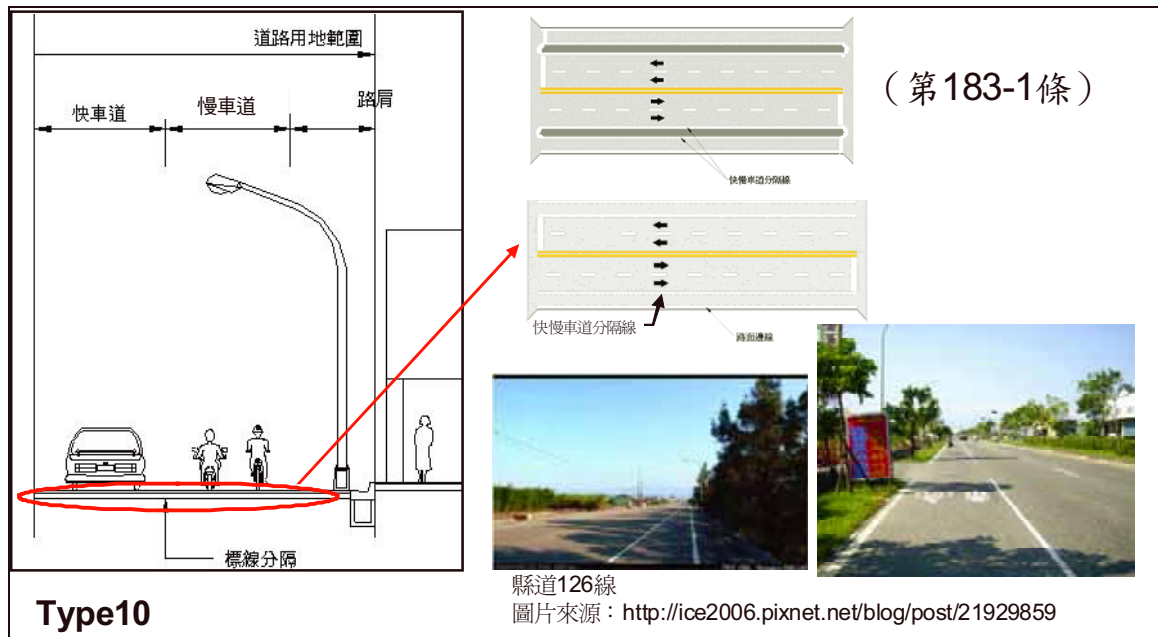 道路用地範圍
快車道
慢車道
路肩
標線分隔
Type10
（第183-1條）
快慢車道分隔線
快慢車道分隔線
路面邊線
縣道126線
圖片來源：http://ice2006.pixnet.net/blog/post/21929859